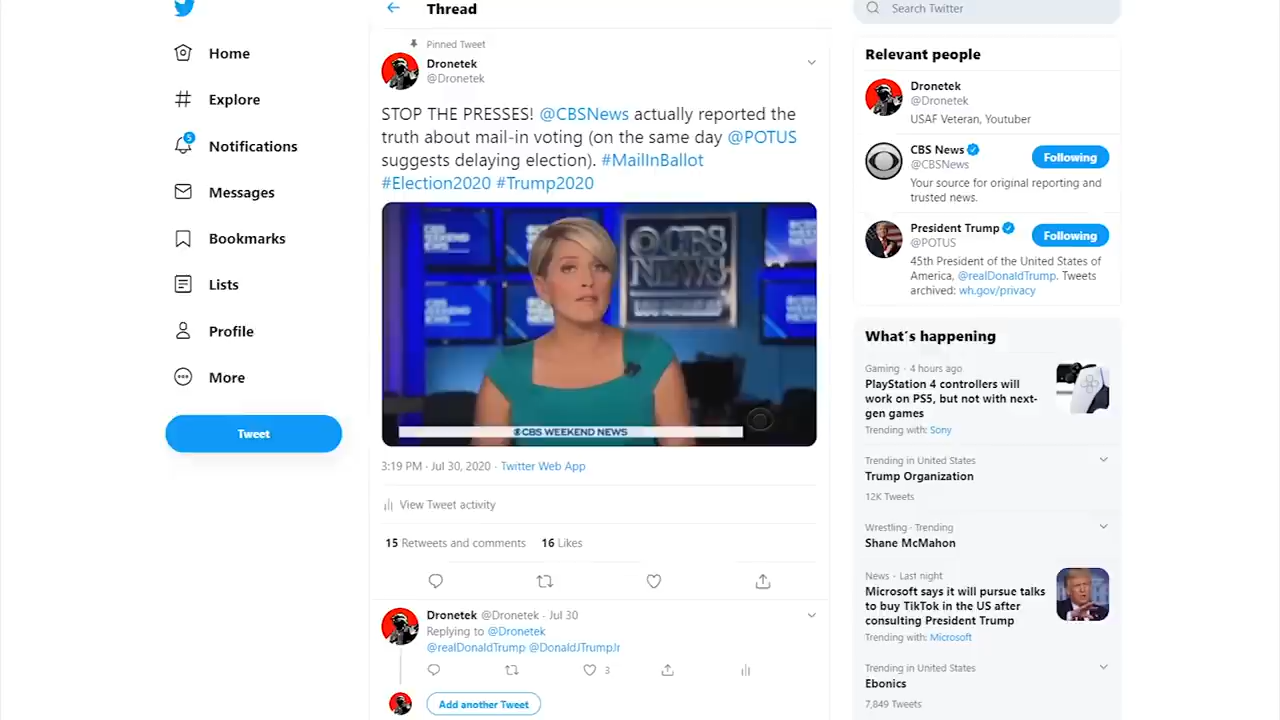 Home
Explore
5
Notifications
Messages
Bookmarks
Lists
Profile
More
Tweet
Thread
Pinned Tweet
Dronetek
@Dronetek
STOP THE PRESSES! @CBSNews actually reported the
truth about mail-in voting (on the same day @POTUS
suggests delaying election). #MailInBallot
#Election2020 #Trump2020
CBS
NEWS
CBS WEEKEND NEWS
3:19 PM · Jul 30, 2020 · Twitter Web App
View Tweet activity
15 Retweets and comments 16 Likes
Dronetek @Dronetek · Jul 30
Replying to @Dronetek
@realDonaldTrump @DonaldJTrumpJr
3
Add another Tweet
Search Twitter
Relevant people
Dronetek
@Dronetek
USAF Veteran, Youtuber
CBS News
@CBSNews
Following
Your source for original reporting and
trusted news.
President Trump
@POTUS
Following
45th President of the United States of
America, @realDonaldTrump. Tweets
archived: wh.gov/privacy
What's happening
Gaming · 4 hours ago
PlayStation 4 controllers will
work on PS5, but not with next-
gen games
Trending with: Sony
Trending in United States
Trump Organization
12K Tweets
Wrestling · Trending
Shane McMahon
News · Last night
Microsoft says it will pursue talks
to buy TikTok in the US after
consulting President Trump
Trending with: Microsoft
Trending in United States
Ebonics
7,849 Tweets